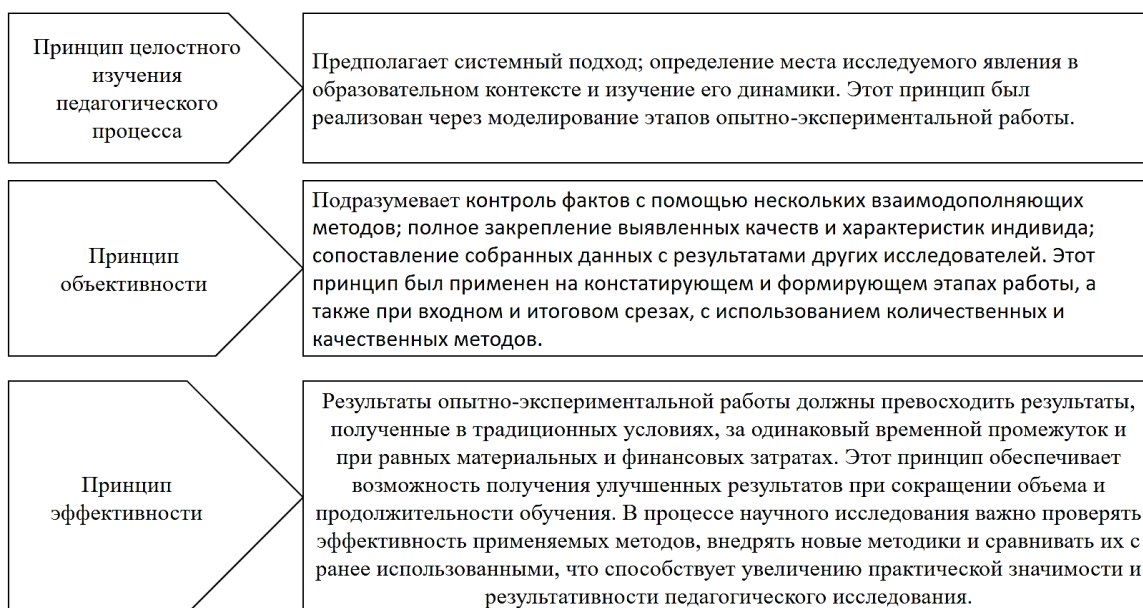 Принцип целостного
изучения
педагогического
процесса
Предполагает системный подход; определение места исследуемого явления в
образовательном контексте и изучение его динамики. Этот принцип был
реализован через моделирование этапов опытно-экспериментальной работы.
Принцип
объективности
Подразумевает контроль фактов с помощью нескольких взаимодополняющих
методов; полное закрепление выявленных качеств и характеристик индивида;
сопоставление собранных данных с результатами других исследователей. Этот
принцип был применен на констатирующем и формирующем этапах работы, а
также при входном и итоговом срезах, с использованием количественных и
качественных методов.
Принцип
эффективности
Результаты опытно-экспериментальной работы должны превосходить результаты,
полученные в традиционных условиях, за одинаковый временной промежуток и
при равных материальных и финансовых затратах. Этот принцип обеспечивает
возможность получения улучшенных результатов при сокращении объема и
продолжительности обучения. В процессе научного исследования важно проверять
эффективность применяемых методов, внедрять новые методики и сравнивать их с
ранее использованными, что способствует увеличению практической значимости и
результативности педагогического исследования.